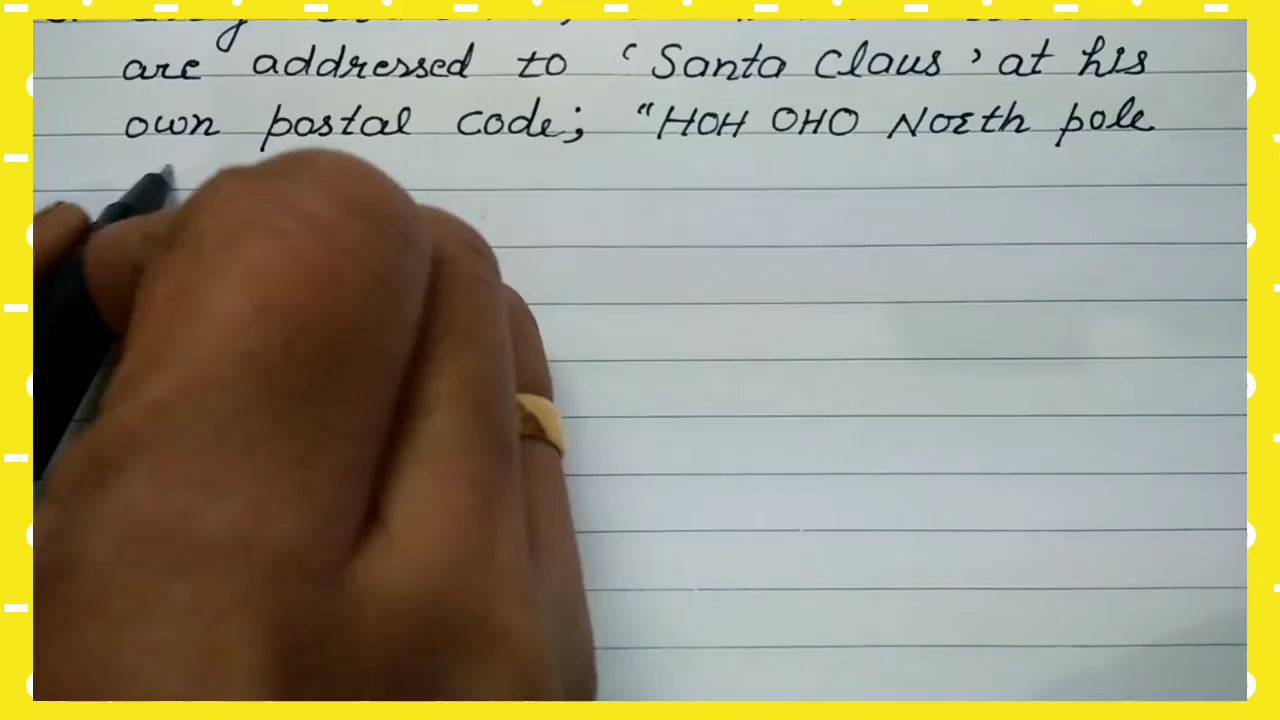 are addressed to ‘Santa Claus’ at his
own postal code; “HOH OHO North pole